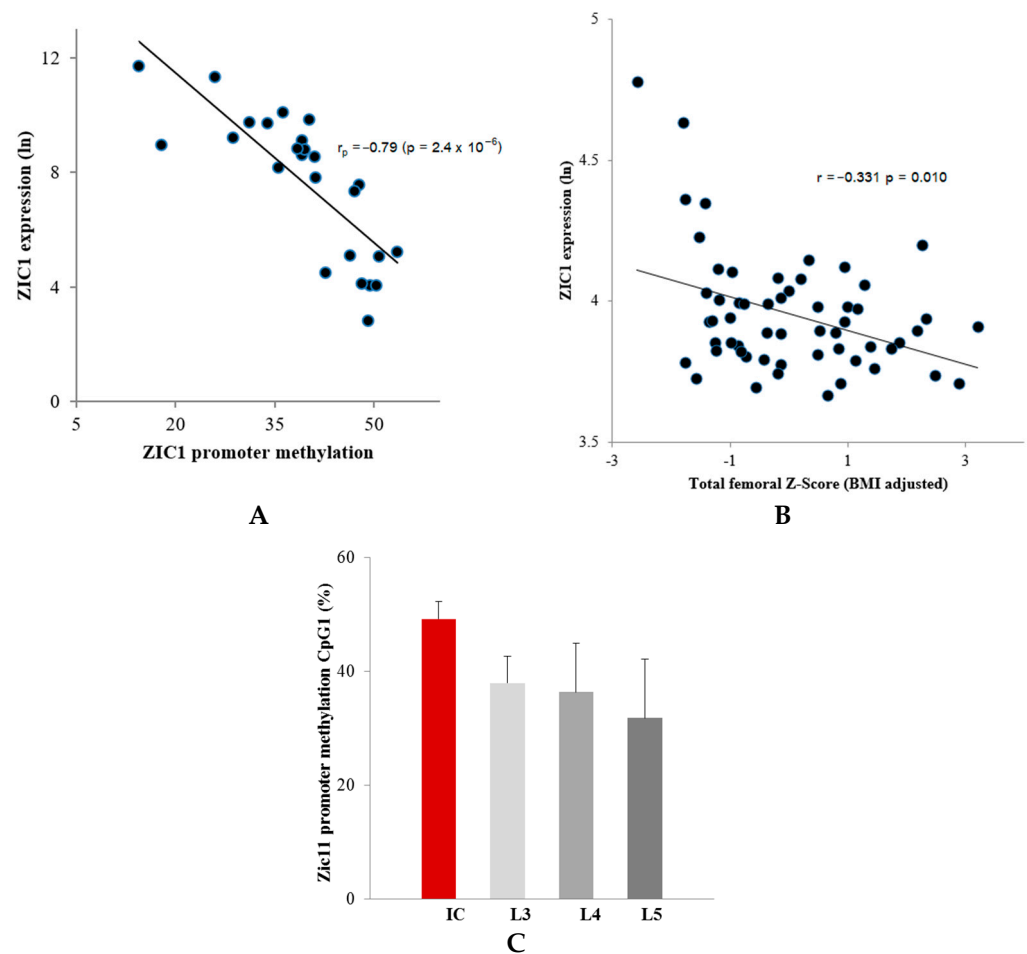 ZIC1 expression (ln)
12
8
4
0
5
20
35
50
r_p = −0.79 (p = 2.4 x 10⁻⁶)
ZIC1 promoter methylation
A
ZIC1 expression (ln)
5
4.5
4
3.5
-3
-1
1
3
r = −0.331 p = 0.010
Total femoral Z-Score (BMI adjusted)
B
Zic11 promoter methylation CpG1 (%)
60
40
20
0
IC
L3
L4
L5
C